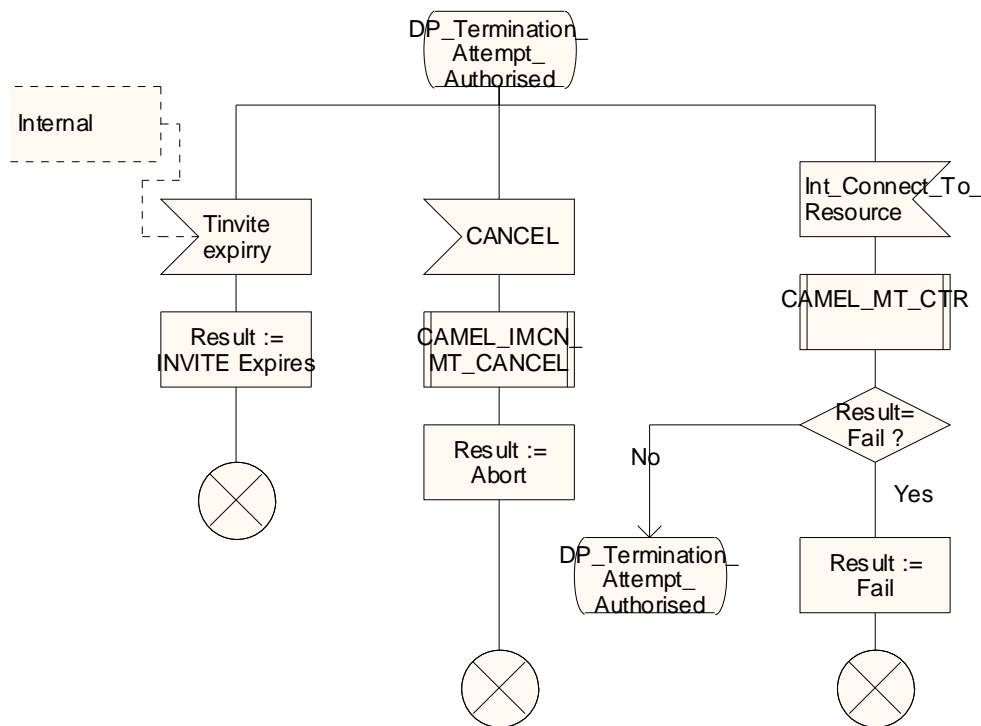 DP_Termination_
Attempt_
Authorised
Internal
Tinvite
expirry
CANCEL
Int_Connect_To_
Resource
Result :=
INVITE Expires
CAMEL_IMCN_
MT_CANCEL
CAMEL_MT_CTR
Result :=
Abort
Result=
Fail ?
No
Yes
DP_Termination_
Attempt_
Authorised
Result :=
Fail